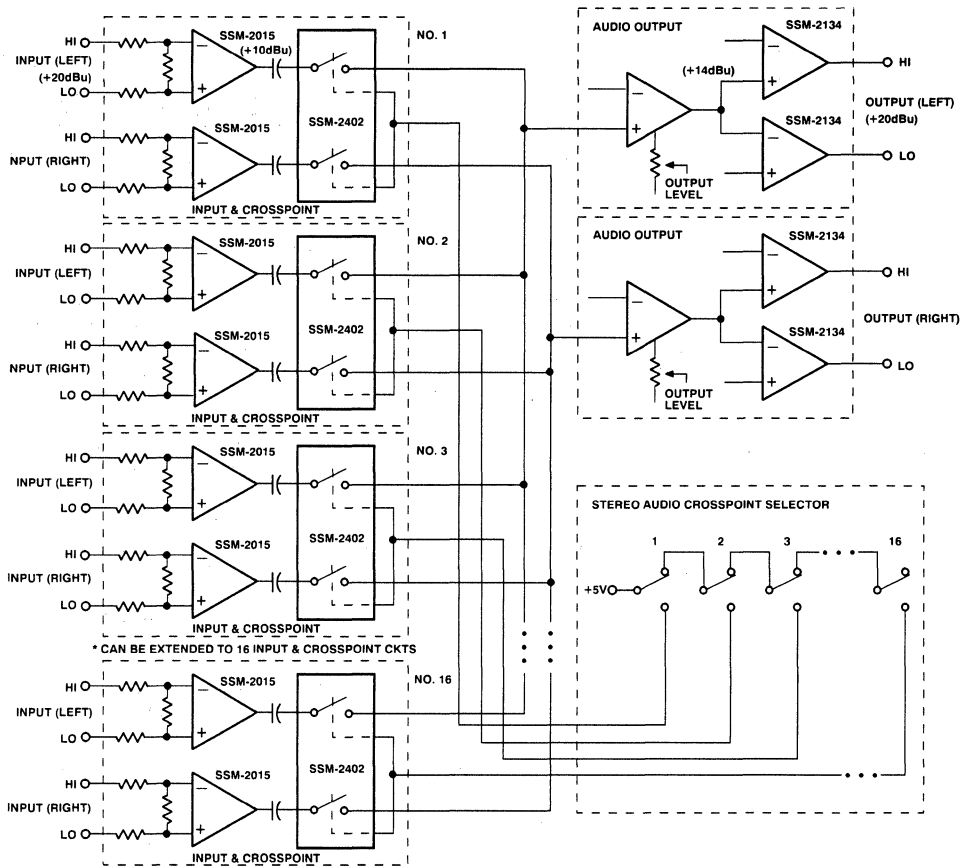 HI
INPUT (LEFT)
(+20dBu)
LO
SSM-2015
(+10dBu)
NO. 1
HI
NPUT (RIGHT)
LO
SSM-2015
SSM-2402
INPUT & CROSSPOINT
HI
INPUT (LEFT)
LO
SSM-2015
NO. 2
HI
NPUT (RIGHT)
LO
SSM-2015
SSM-2402
INPUT & CROSSPOINT
HI
INPUT (LEFT)
LO
SSM-2015
NO. 3
HI
INPUT (RIGHT)
LO
SSM-2015
SSM-2402
INPUT & CROSSPOINT
* CAN BE EXTENDED TO 16 INPUT & CROSSPOINT CKTS
HI
INPUT (LEFT)
LO
SSM-2015
NO. 16
HI
INPUT (RIGHT)
LO
SSM-2015
SSM-2402
INPUT & CROSSPOINT
AUDIO OUTPUT
SSM-2134
(+14dBu)
HI
OUTPUT (LEFT)
(+20dBu)
SSM-2134
LO
OUTPUT
LEVEL
AUDIO OUTPUT
SSM-2134
HI
OUTPUT (RIGHT)
SSM-2134
LO
OUTPUT
LEVEL
STEREO AUDIO CROSSPOINT SELECTOR
1 2 3 16
+5V